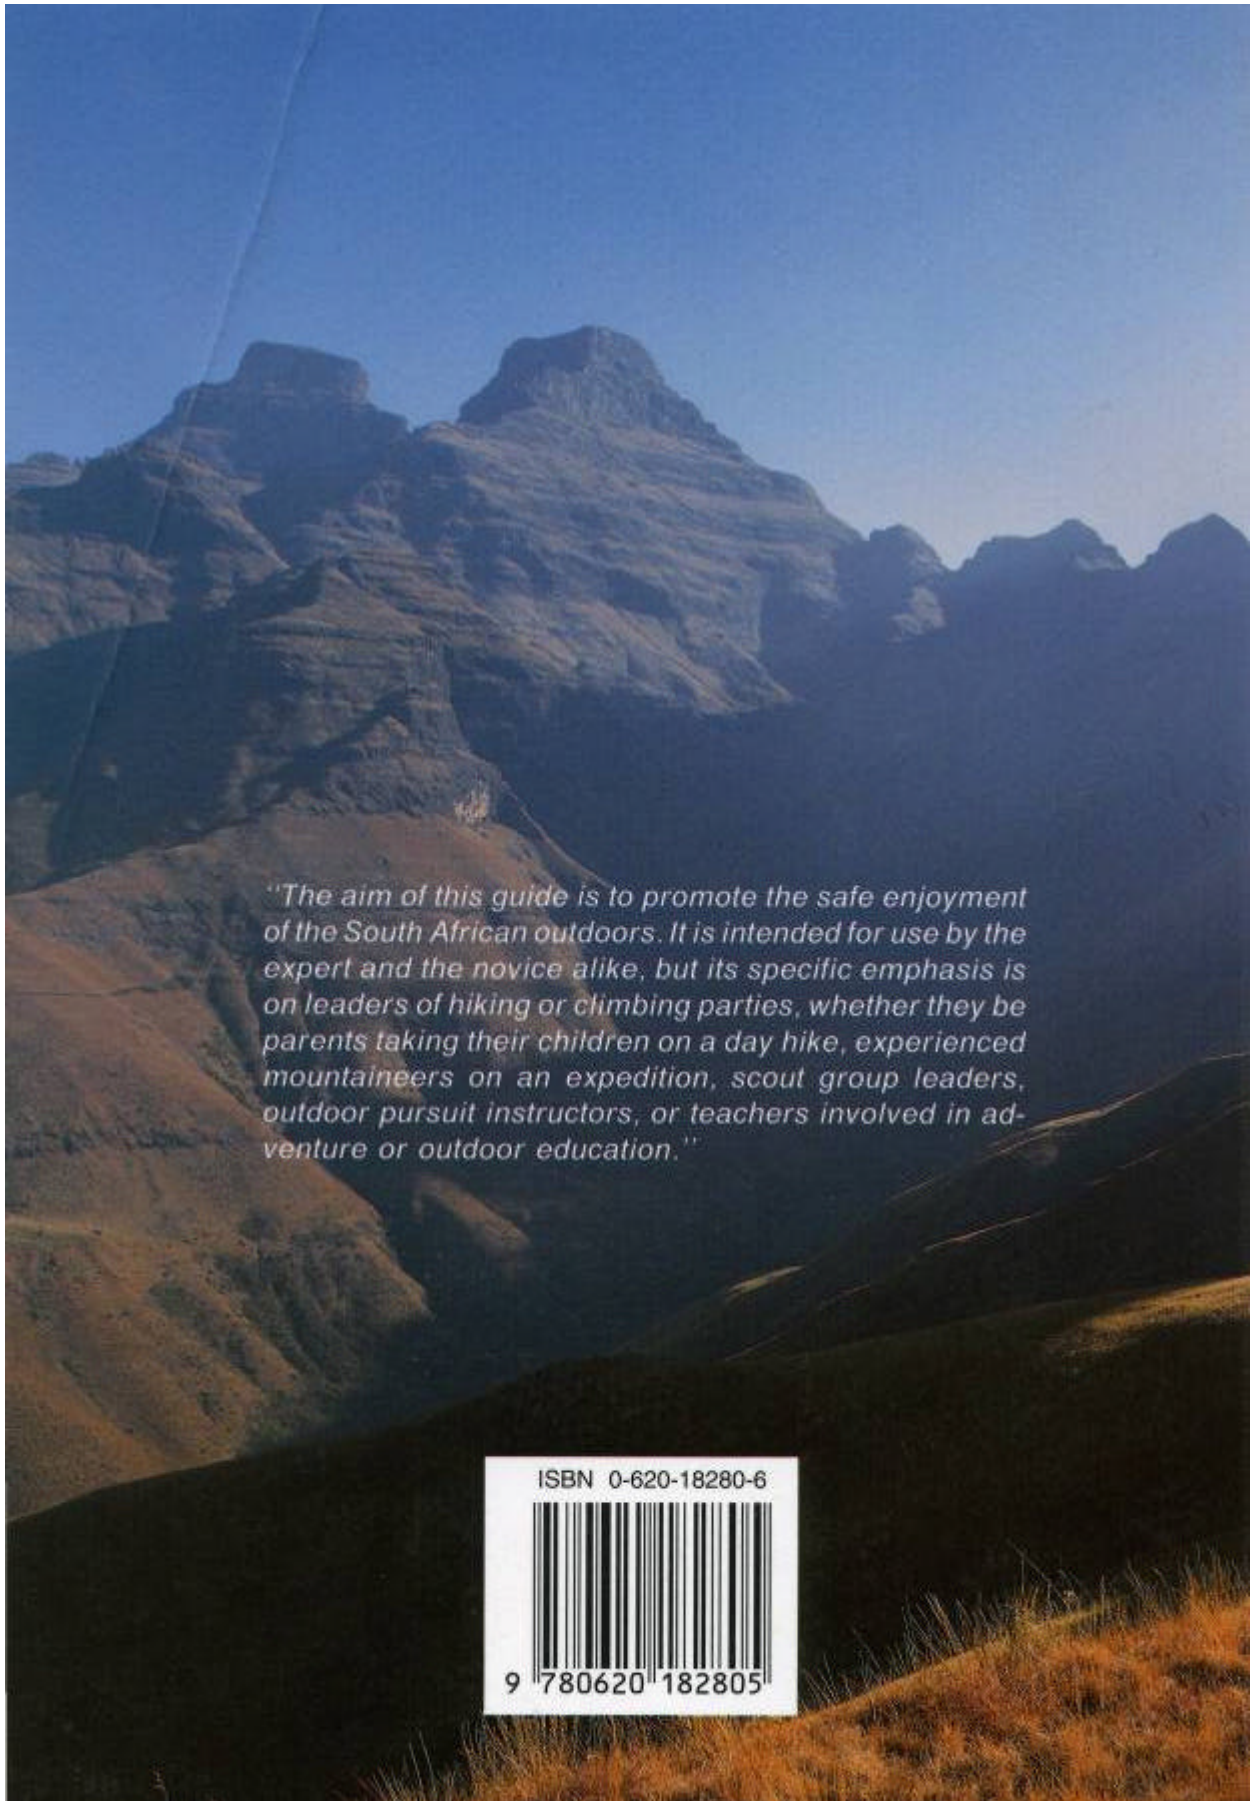 "The aim of this guide is to promote the safe enjoyment
of the South African outdoors. It is intended for use by the
expert and the novice alike, but its specific emphasis is
on leaders of hiking or climbing parties, whether they be
parents taking their children on a day hike, experienced
mountaineers on an expedition, scout group leaders,
outdoor pursuit instructors, or teachers involved in ad-
venture or outdoor education."
ISBN 0-620-18280-6
9 780620 182805